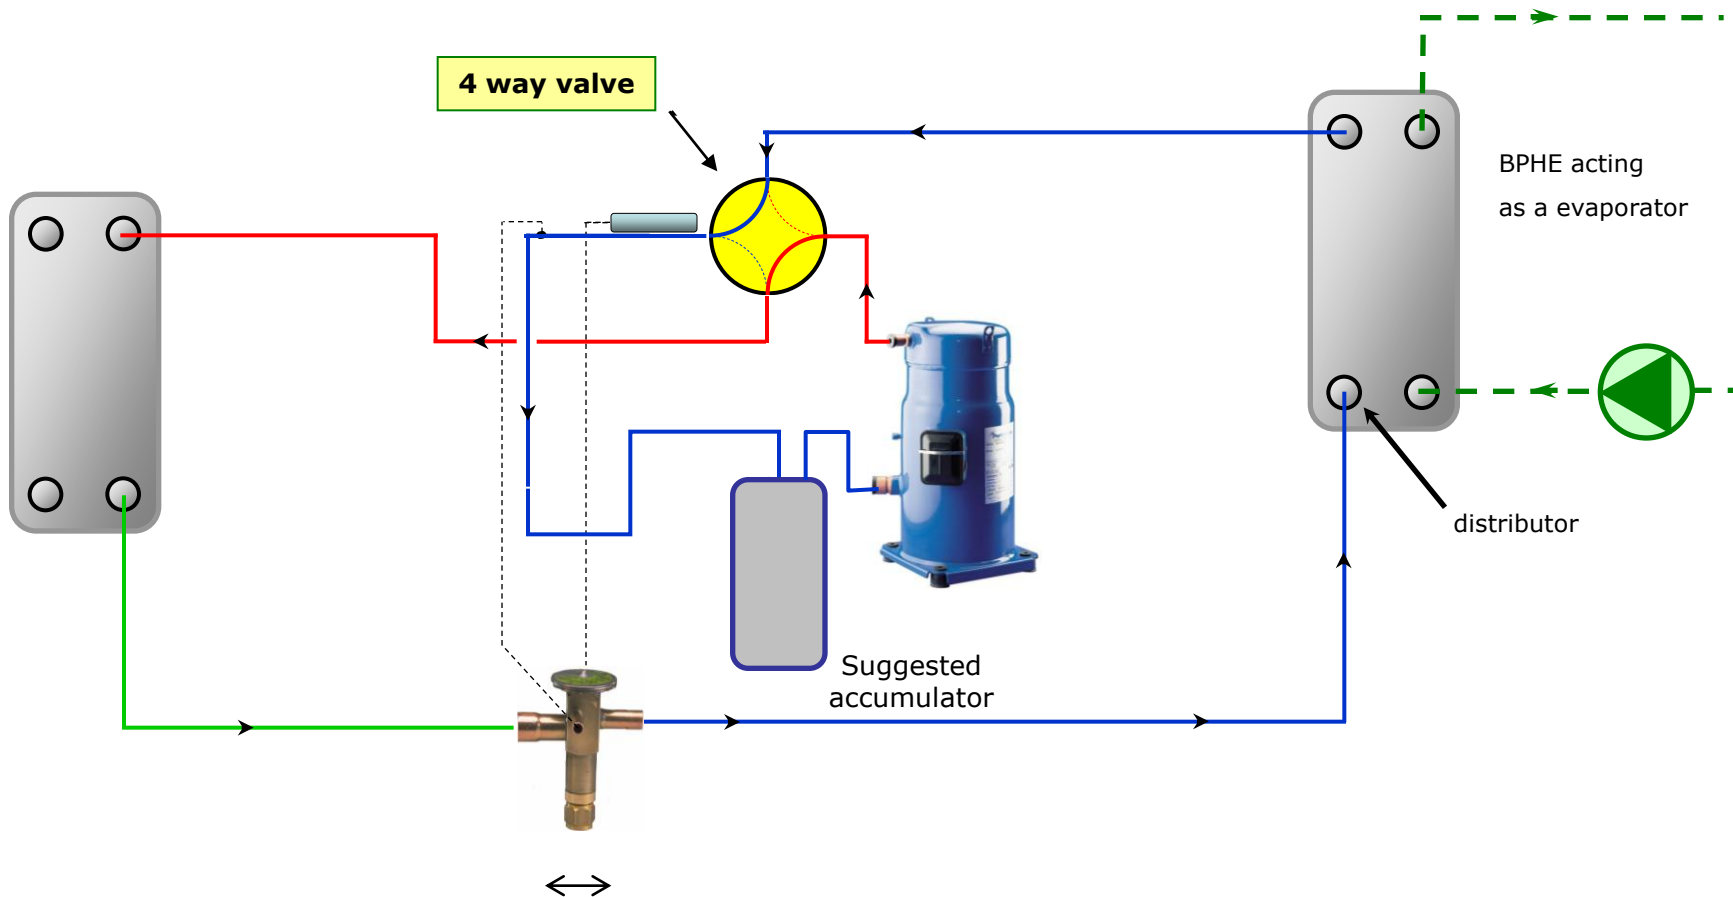 4 way valve
BPHE acting
as a evaporator
distributor
Suggested
accumulator